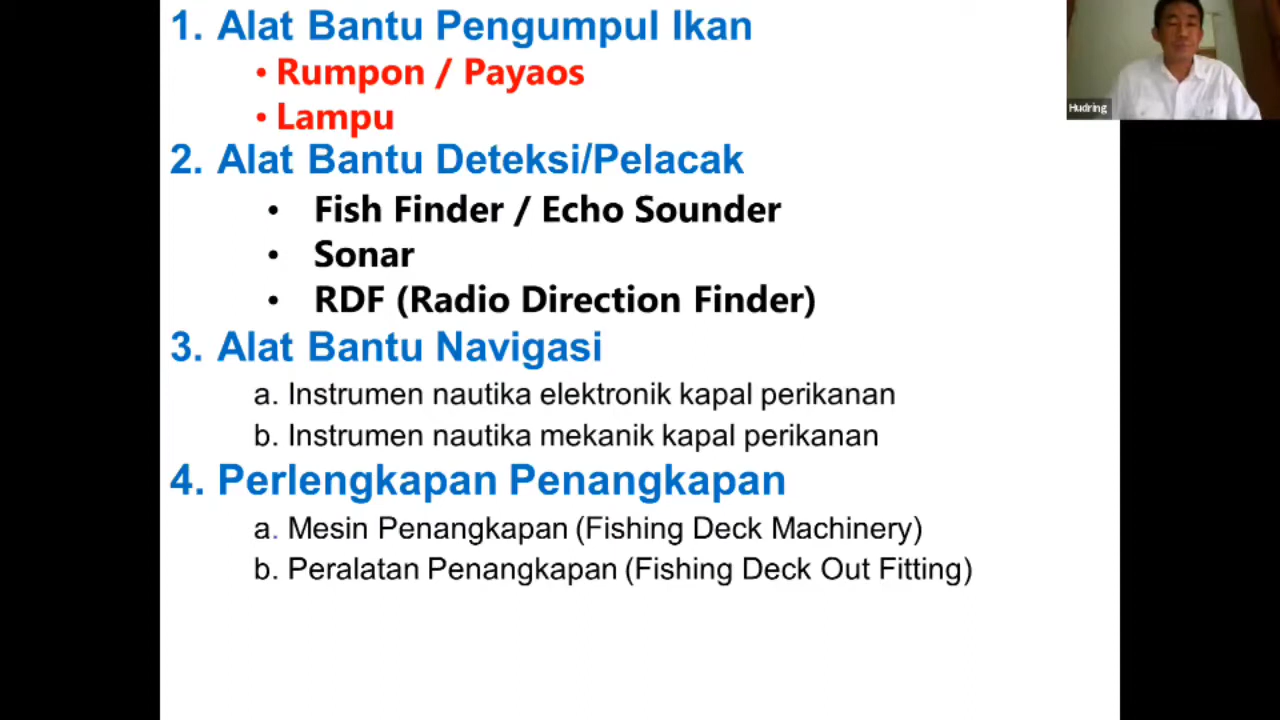 1. Alat Bantu Pengumpul Ikan
• Rumpon / Payaos
• Lampu
2. Alat Bantu Deteksi/Pelacak
• Fish Finder / Echo Sounder
• Sonar
• RDF (Radio Direction Finder)
3. Alat Bantu Navigasi
a. Instrumen nautika elektronik kapal perikanan
b. Instrumen nautika mekanik kapal perikanan
4. Perlengkapan Penangkapan
a. Mesin Penangkapan (Fishing Deck Machinery)
b. Peralatan Penangkapan (Fishing Deck Out Fitting)
Hudring